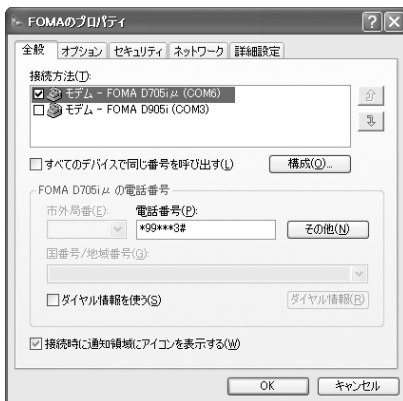 FOMAのプロパティ
全般 オプション セキュリティ ネットワーク 詳細設定
接続方法(T):
モデム - FOMA D705iμ (COM6)
モデム - FOMA D905i (COM3)
すべてのデバイスで同じ番号を呼び出す(L) 構成(O)...
FOMA D705iμ の電話番号
市外局番(E): 電話番号(P):
*99***3# その他(N)
国番号/地域番号(G):
ダイヤル情報を使う(S) ダイヤル情報(R)
接続時に通知領域にアイコンを表示する(W)
OK キャンセル